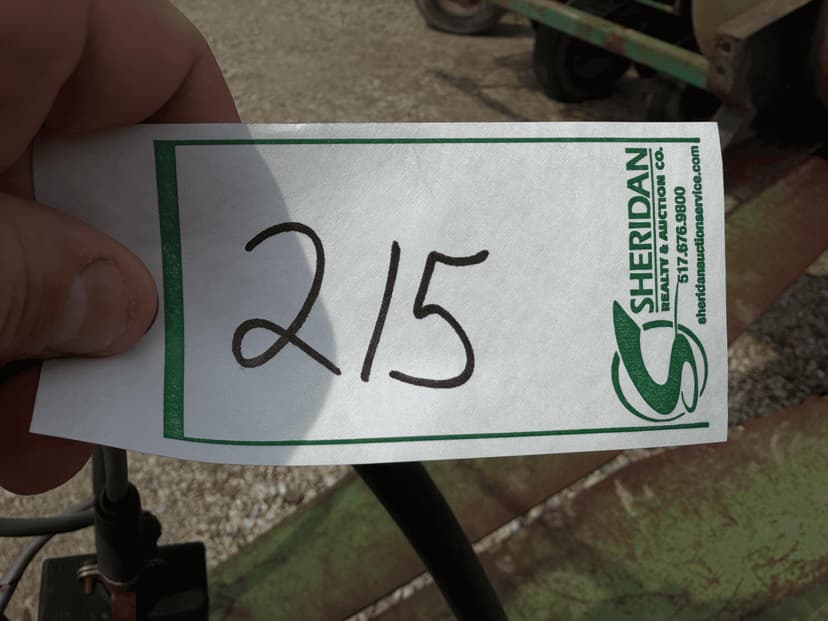 215
SHERIDAN
REALTY & AUCTION CO.
517.676.9800
sheridanauctionservice.com